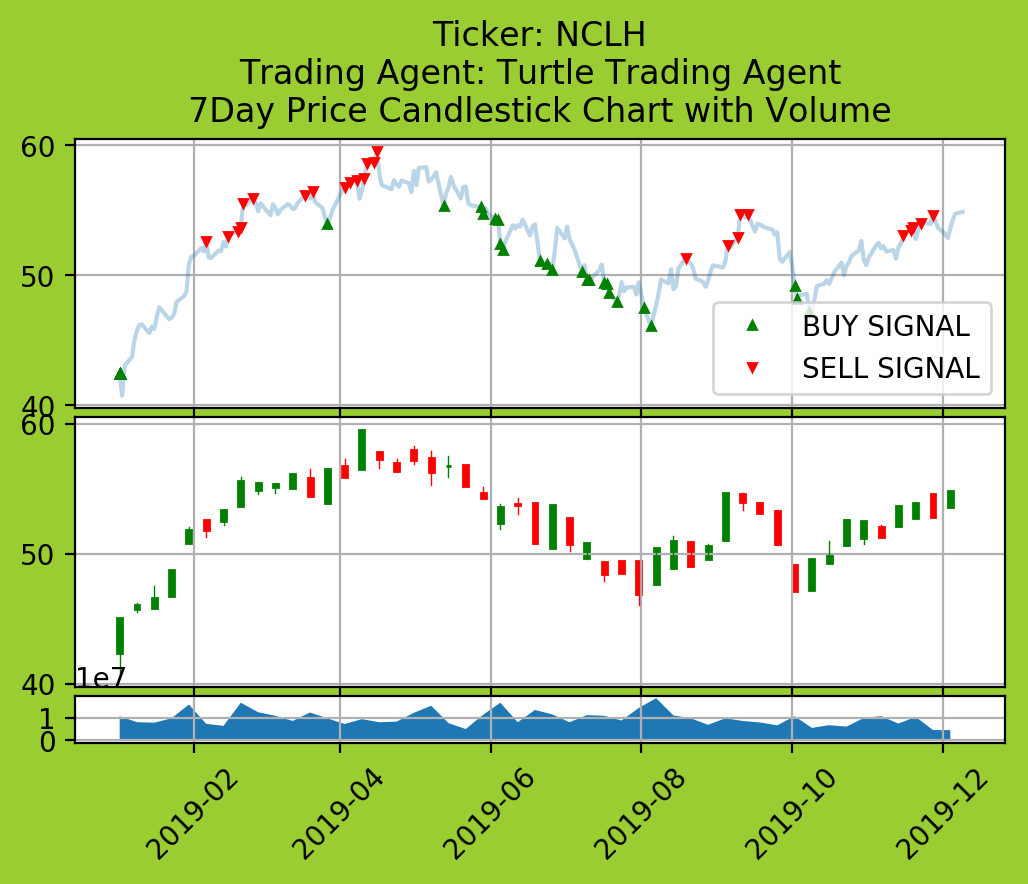 Ticker: NCLH
Trading Agent: Turtle Trading Agent
7Day Price Candlestick Chart with Volume
60
50
40
BUY SIGNAL
SELL SIGNAL
60
50
40
1e7
1
0
2019-02
2019-04
2019-06
2019-08
2019-10
2019-12